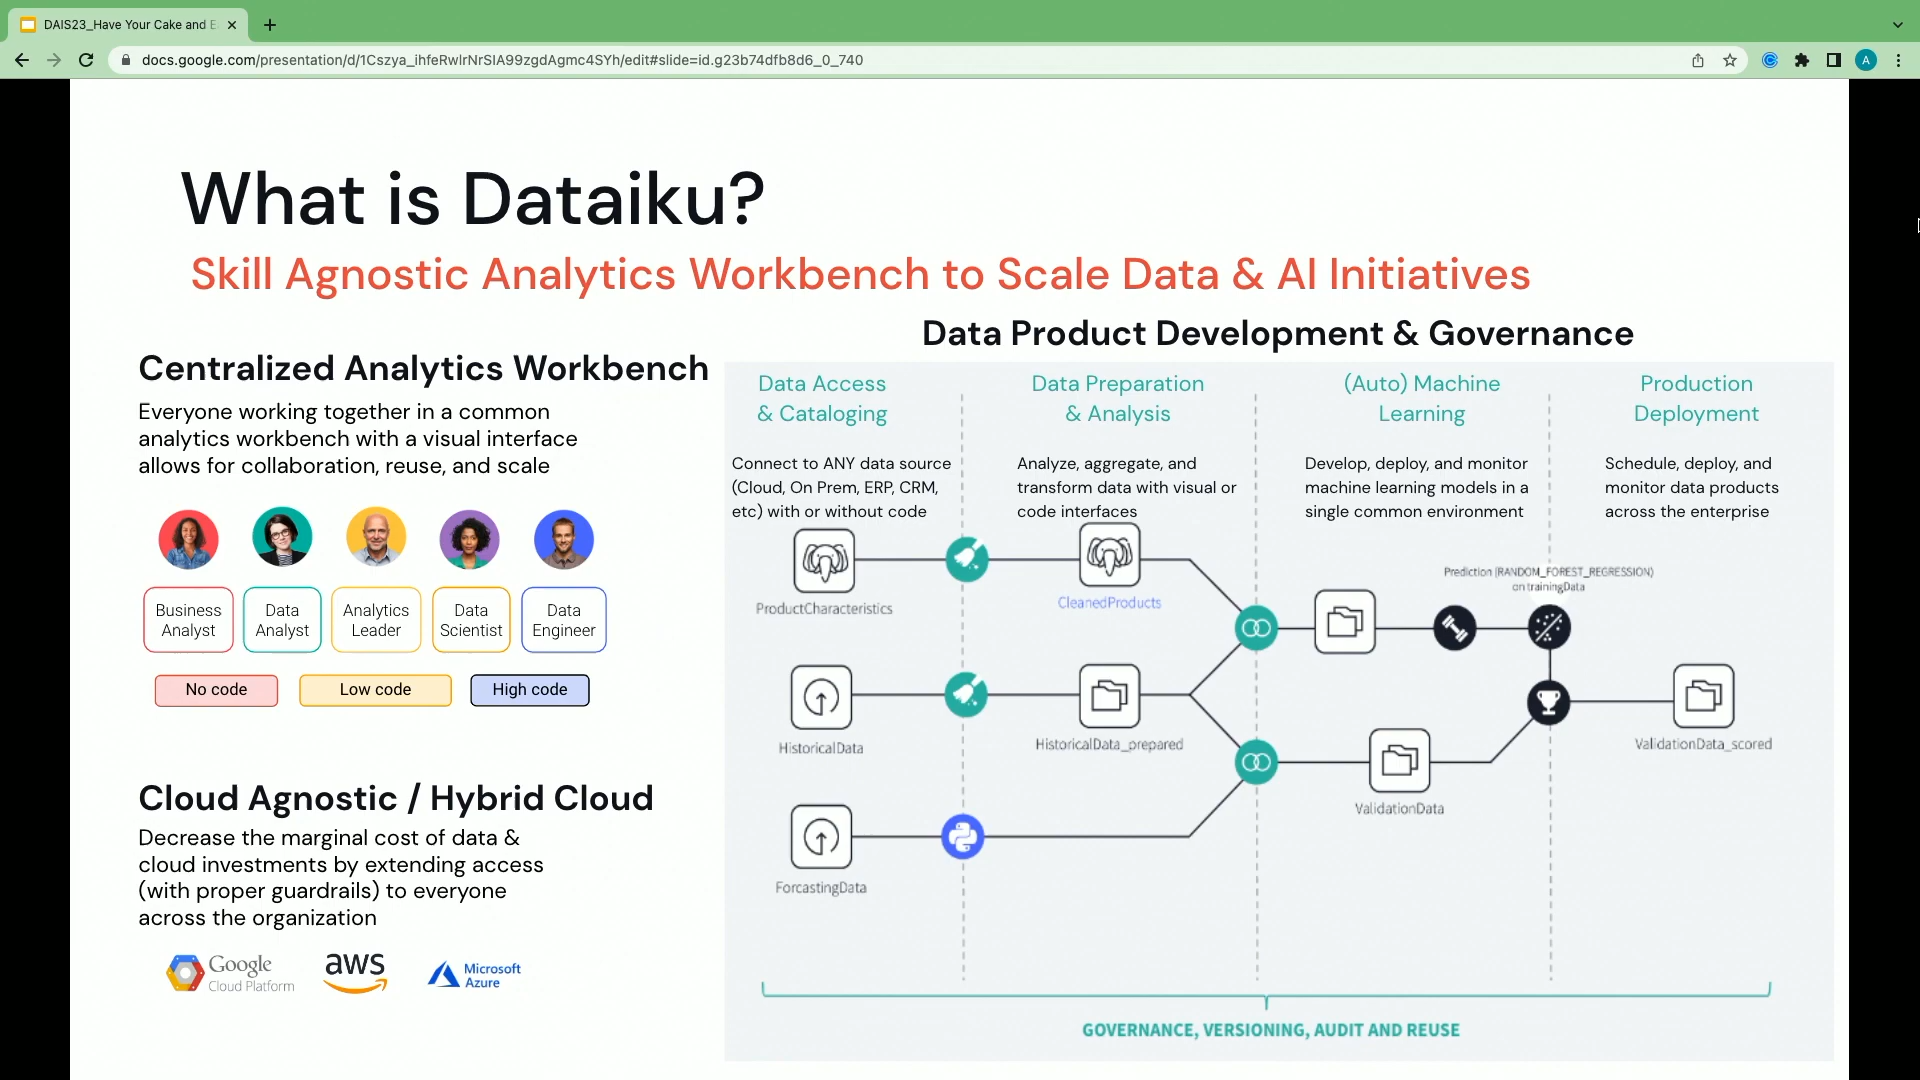 DAIS23_Have Your Cake and E
docs.google.com/presentation/d/1Cszya_ihfeRwlrNrSIA99zgdAgmc4SYh/edit#slide=id.g23b74dfb8d6_0_740
A
What is Dataiku?
Skill Agnostic Analytics Workbench to Scale Data & AI Initiatives
Centralized Analytics Workbench
Everyone working together in a common
analytics workbench with a visual interface
allows for collaboration, reuse, and scale
Business
Analyst
Data
Analyst
Analytics
Leader
Data
Scientist
Data
Engineer
No code
Low code
High code
Cloud Agnostic / Hybrid Cloud
Decrease the marginal cost of data &
cloud investments by extending access
(with proper guardrails) to everyone
across the organization
Google
Cloud Platform
aws
Microsoft
Azure
Data Product Development & Governance
Data Access
& Cataloging
Connect to ANY data source
(Cloud, On Prem, ERP, CRM,
etc) with or without code
Data Preparation
& Analysis
Analyze, aggregate, and
transform data with visual or
code interfaces
(Auto) Machine
Learning
Develop, deploy, and monitor
machine learning models in a
single common environment
Production
Deployment
Schedule, deploy, and
monitor data products
across the enterprise
ProductCharacteristics
CleanedProducts
Prediction (RANDOM_FOREST_REGRESSION)
on trainingData
HistoricalData
HistoricalData_prepared
ValidationData_scored
ValidationData
ForcastingData
GOVERNANCE, VERSIONING, AUDIT AND REUSE